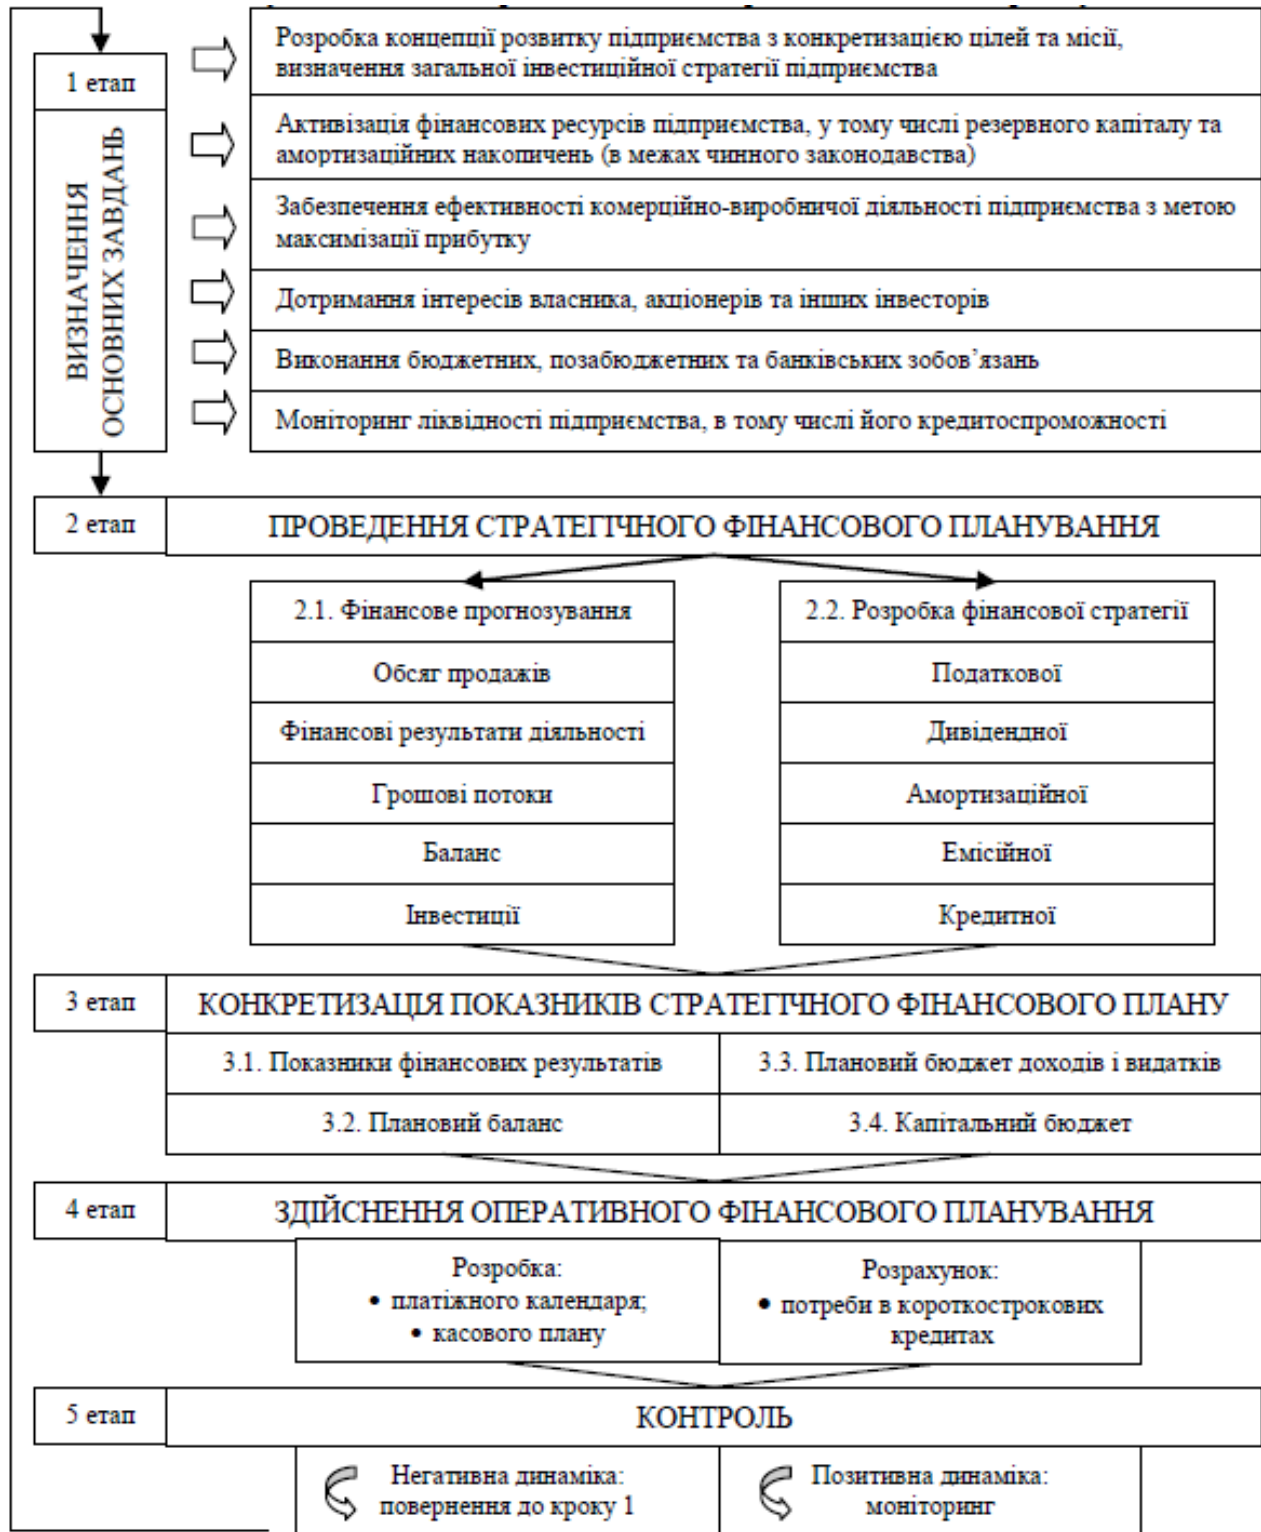 1 етап
ВИЗНАЧЕННЯ
ОСНОВНИХ ЗАВДАНЬ
Розробка концепції розвитку підприємства з конкретизацією цілей та місії,
визначення загальної інвестиційної стратегії підприємства
Активізація фінансових ресурсів підприємства, у тому числі резервного капіталу та
амортизаційних накопичень (в межах чинного законодавства)
Забезпечення ефективності комерційно-виробничої діяльності підприємства з метою
максимізації прибутку
Дотримання інтересів власника, акціонерів та інших інвесторів
Виконання бюджетних, позабюджетних та банківських зобов’язань
Моніторинг ліквідності підприємства, в тому числі його кредитоспроможності
2 етап
ПРОВЕДЕННЯ СТРАТЕГІЧНОГО ФІНАНСОВОГО ПЛАНУВАННЯ
2.1. Фінансове прогнозування
Обсяг продажів
Фінансові результати діяльності
Грошові потоки
Баланс
Інвестиції
2.2. Розробка фінансової стратегії
Податкової
Дивідендної
Амортизаційної
Емісійної
Кредитної
3 етап
КОНКРЕТИЗАЦІЯ ПОКАЗНИКІВ СТРАТЕГІЧНОГО ФІНАНСОВОГО ПЛАНУ
3.1. Показники фінансових результатів
3.3. Плановий бюджет доходів і видатків
3.2. Плановий баланс
3.4. Капітальний бюджет
4 етап
ЗДІЙСНЕННЯ ОПЕРАТИВНОГО ФІНАНСОВОГО ПЛАНУВАННЯ
Розробка:
• платіжного календаря;
• касового плану
Розрахунок:
• потреби в короткострокових
кредитах
5 етап
КОНТРОЛЬ
Негативна динаміка:
повернення до кроку 1
Позитивна динаміка:
моніторинг